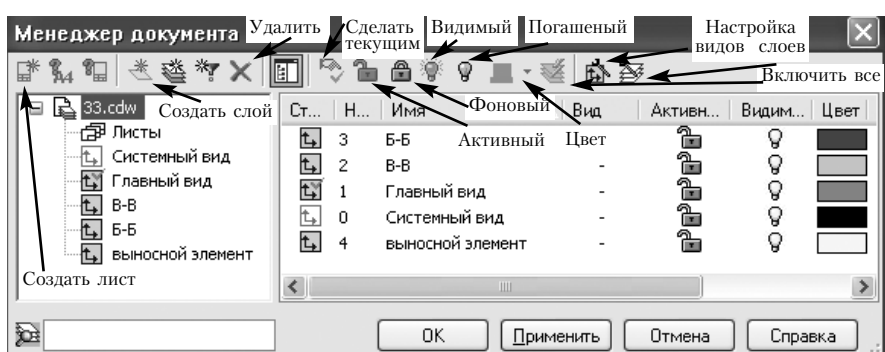 Менеджер документа
Удалить
Сделать текущим
Видимый
Погашеный
Настройка видов слоев
Включить все
A4
33.cdw
Создать слой
Листы
Системный вид
Главный вид
В-В
Б-Б
выносной элемент
Создать лист
Ст... Н... Имя Фоновый Вид Активн... Видим... Цвет
Активный
Цвет
3 Б-Б
2 В-В -
1 Главный вид -
0 Системный вид -
4 выносной элемент -
ОК Применить Отмена Справка